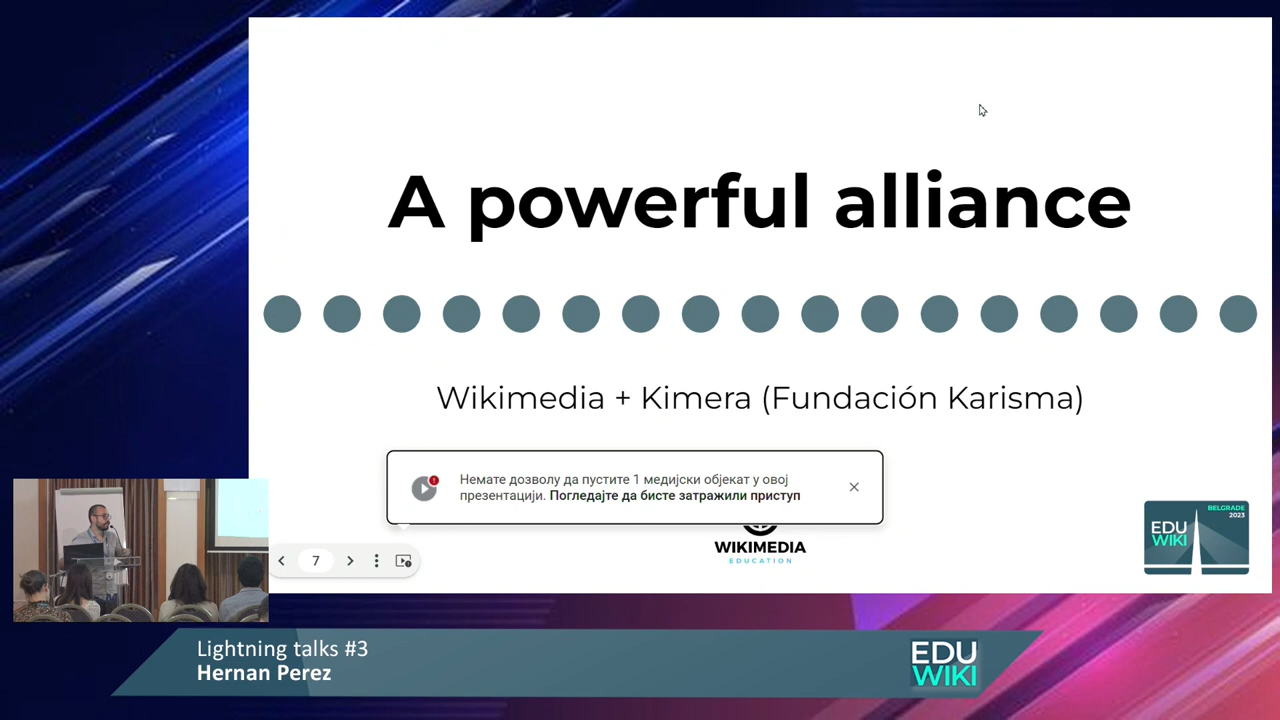 A powerful alliance
Wikimedia + Kimera (Fundación Karisma)
Немате дозволу да пустите 1 медијски објекат у овој
презентацији. Погледајте да бисте затражили приступ
7
WIKIMEDIA
EDUCATION
BELGRADE
2023
EDU
WIKI
Lightning talks #3
Hernan Perez
EDU
WIKI